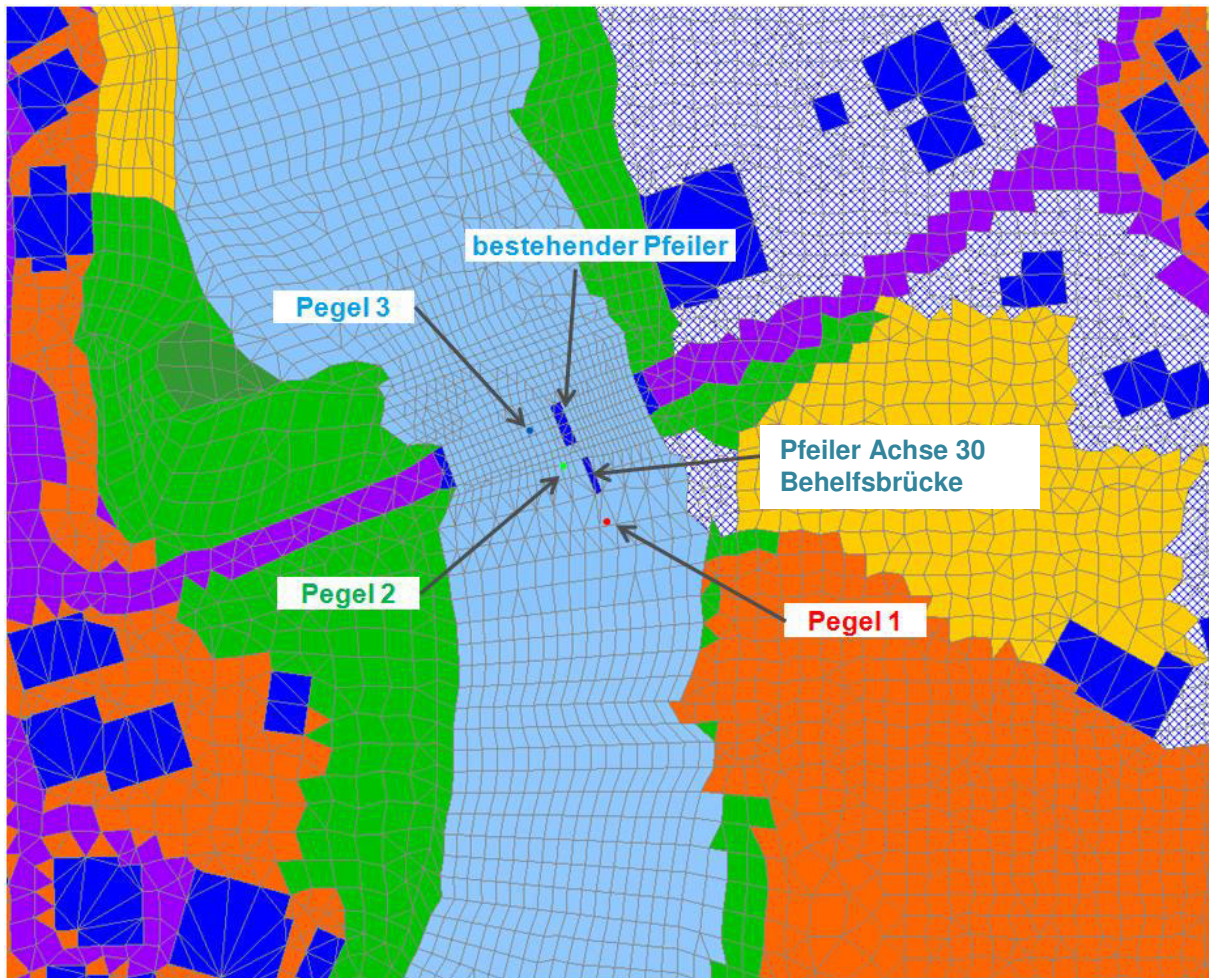 bestehender Pfeiler
Pegel 3
Pfeiler Achse 30
Behelfsbrücke
Pegel 2
Pegel 1